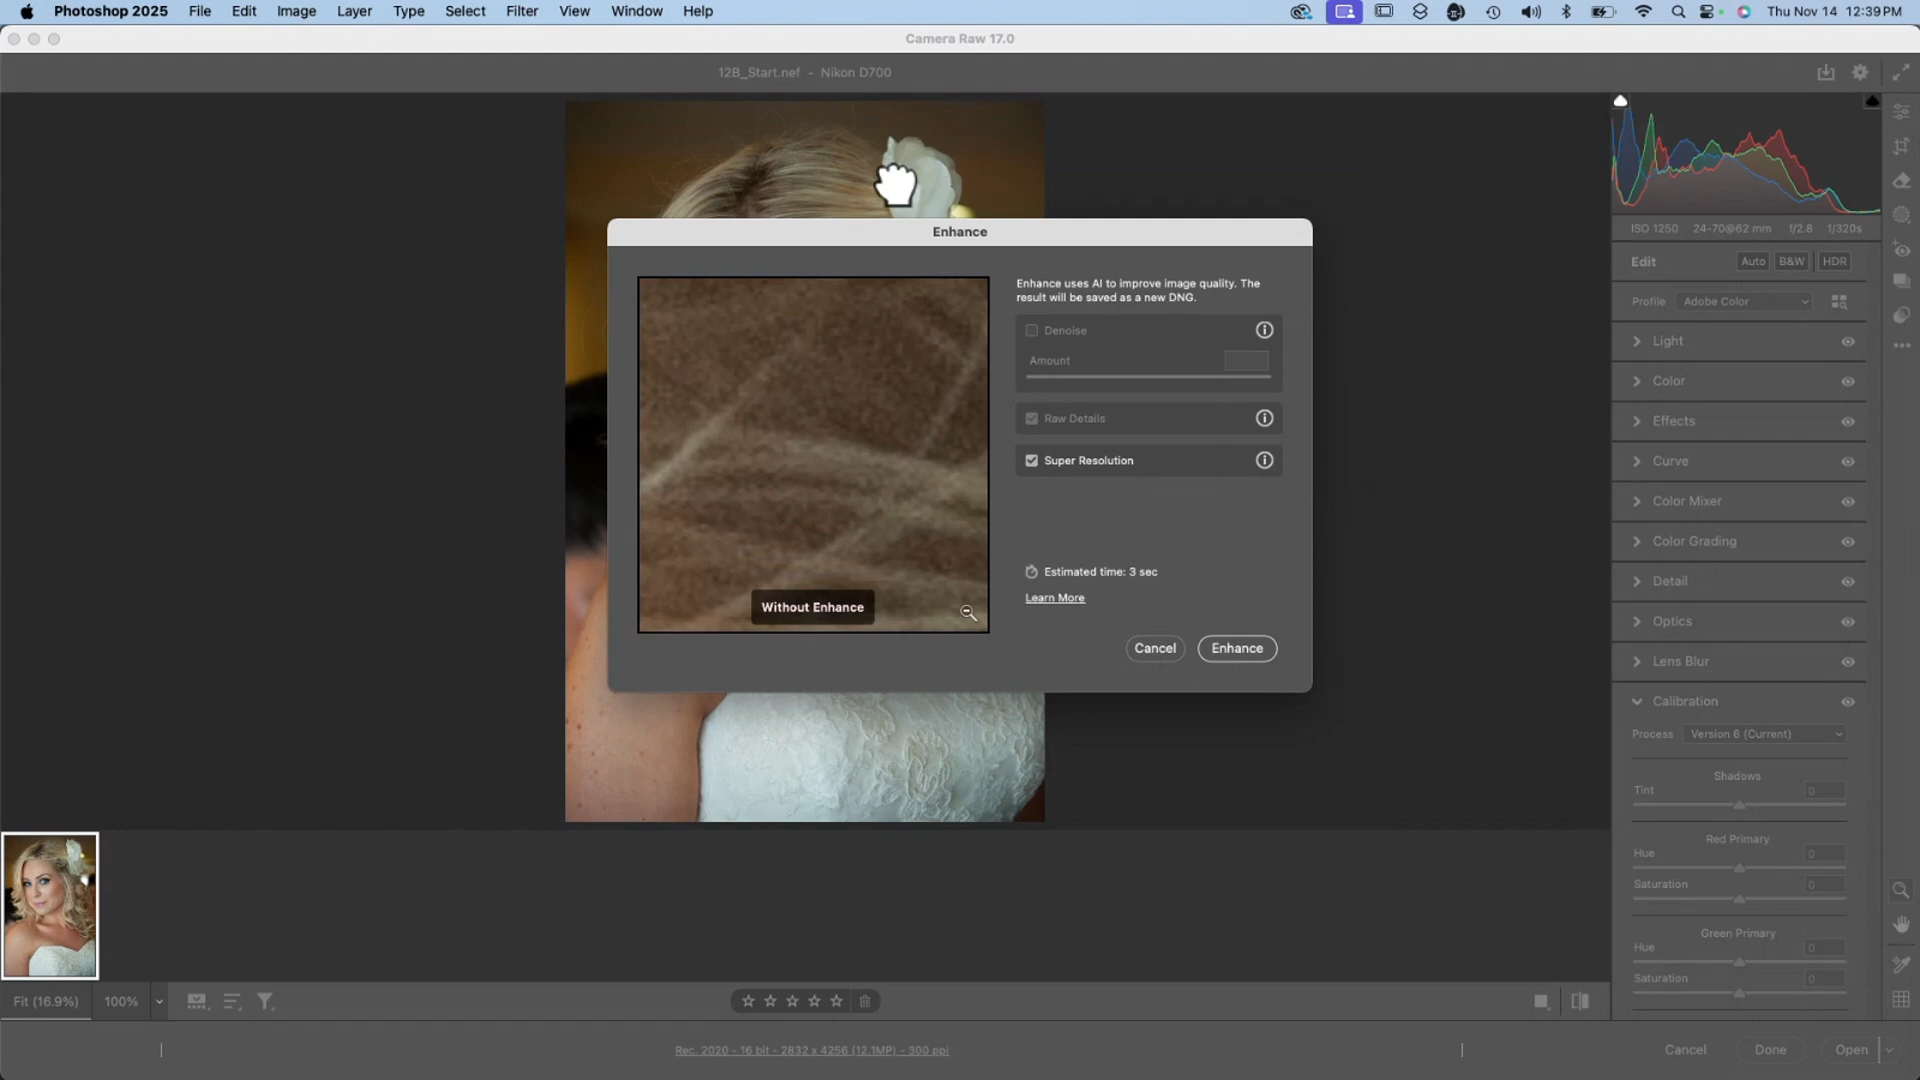 Photoshop 2025 File Edit Image Layer Type Select Filter View Window Help Thu Nov 14 12:39 PM
Camera Raw 17.0
12B_Start.nef - Nikon D700
ISO 1250 24-70@62 mm f/2.8 1/320s
Enhance
Edit Auto B&W HDR
Enhance uses AI to improve image quality. The
result will be saved as a new DNG.
Profile Adobe Color
Denoise
Light
Amount
Color
Raw Details
Effects
Super Resolution
Curve
Color Mixer
Color Grading
Estimated time: 3 sec
Detail
Learn More
Without Enhance
Optics
Cancel Enhance
Lens Blur
Calibration
Process Version 6 (Current)
Shadows
Tint 0
Red Primary
Hue 0
Saturation 0
Green Primary
Hue 0
Saturation 0
Fit (16.9%) 100%
Rec. 2020 - 16 bit - 2832 x 4256 (12.1MP) - 300 ppi
Cancel Done Open